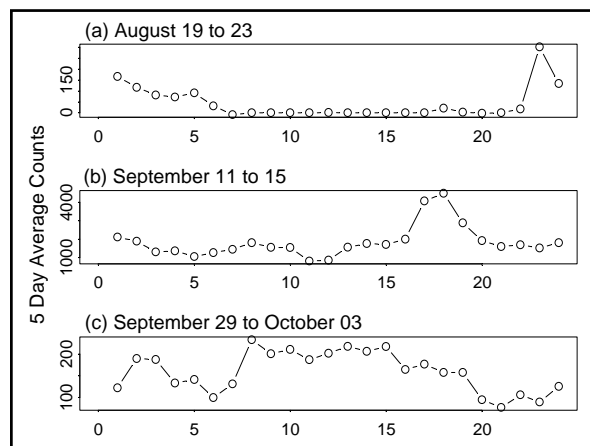 (a) August 19 to 23
150
0
0 5 10 15 20
(b) September 11 to 15
4000
1000
0 5 10 15 20
(c) September 29 to October 03
200
100
0 5 10 15 20
5 Day Average Counts